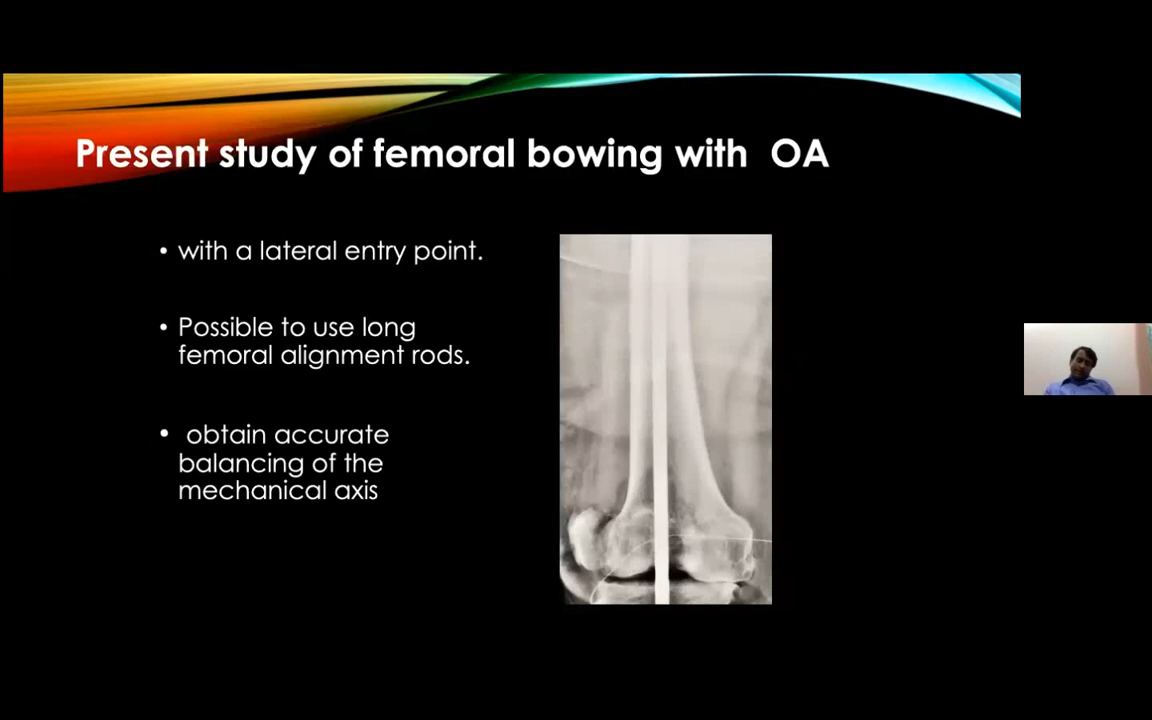 Present study of femoral bowing with OA
• with a lateral entry point.
• Possible to use long
femoral alignment rods.
• obtain accurate
balancing of the
mechanical axis